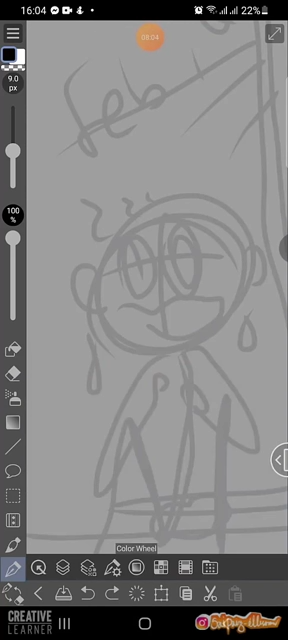 16:04
22%
08:04
9.0
px
100
%
Color Wheel
CREATIVE
LEARNER